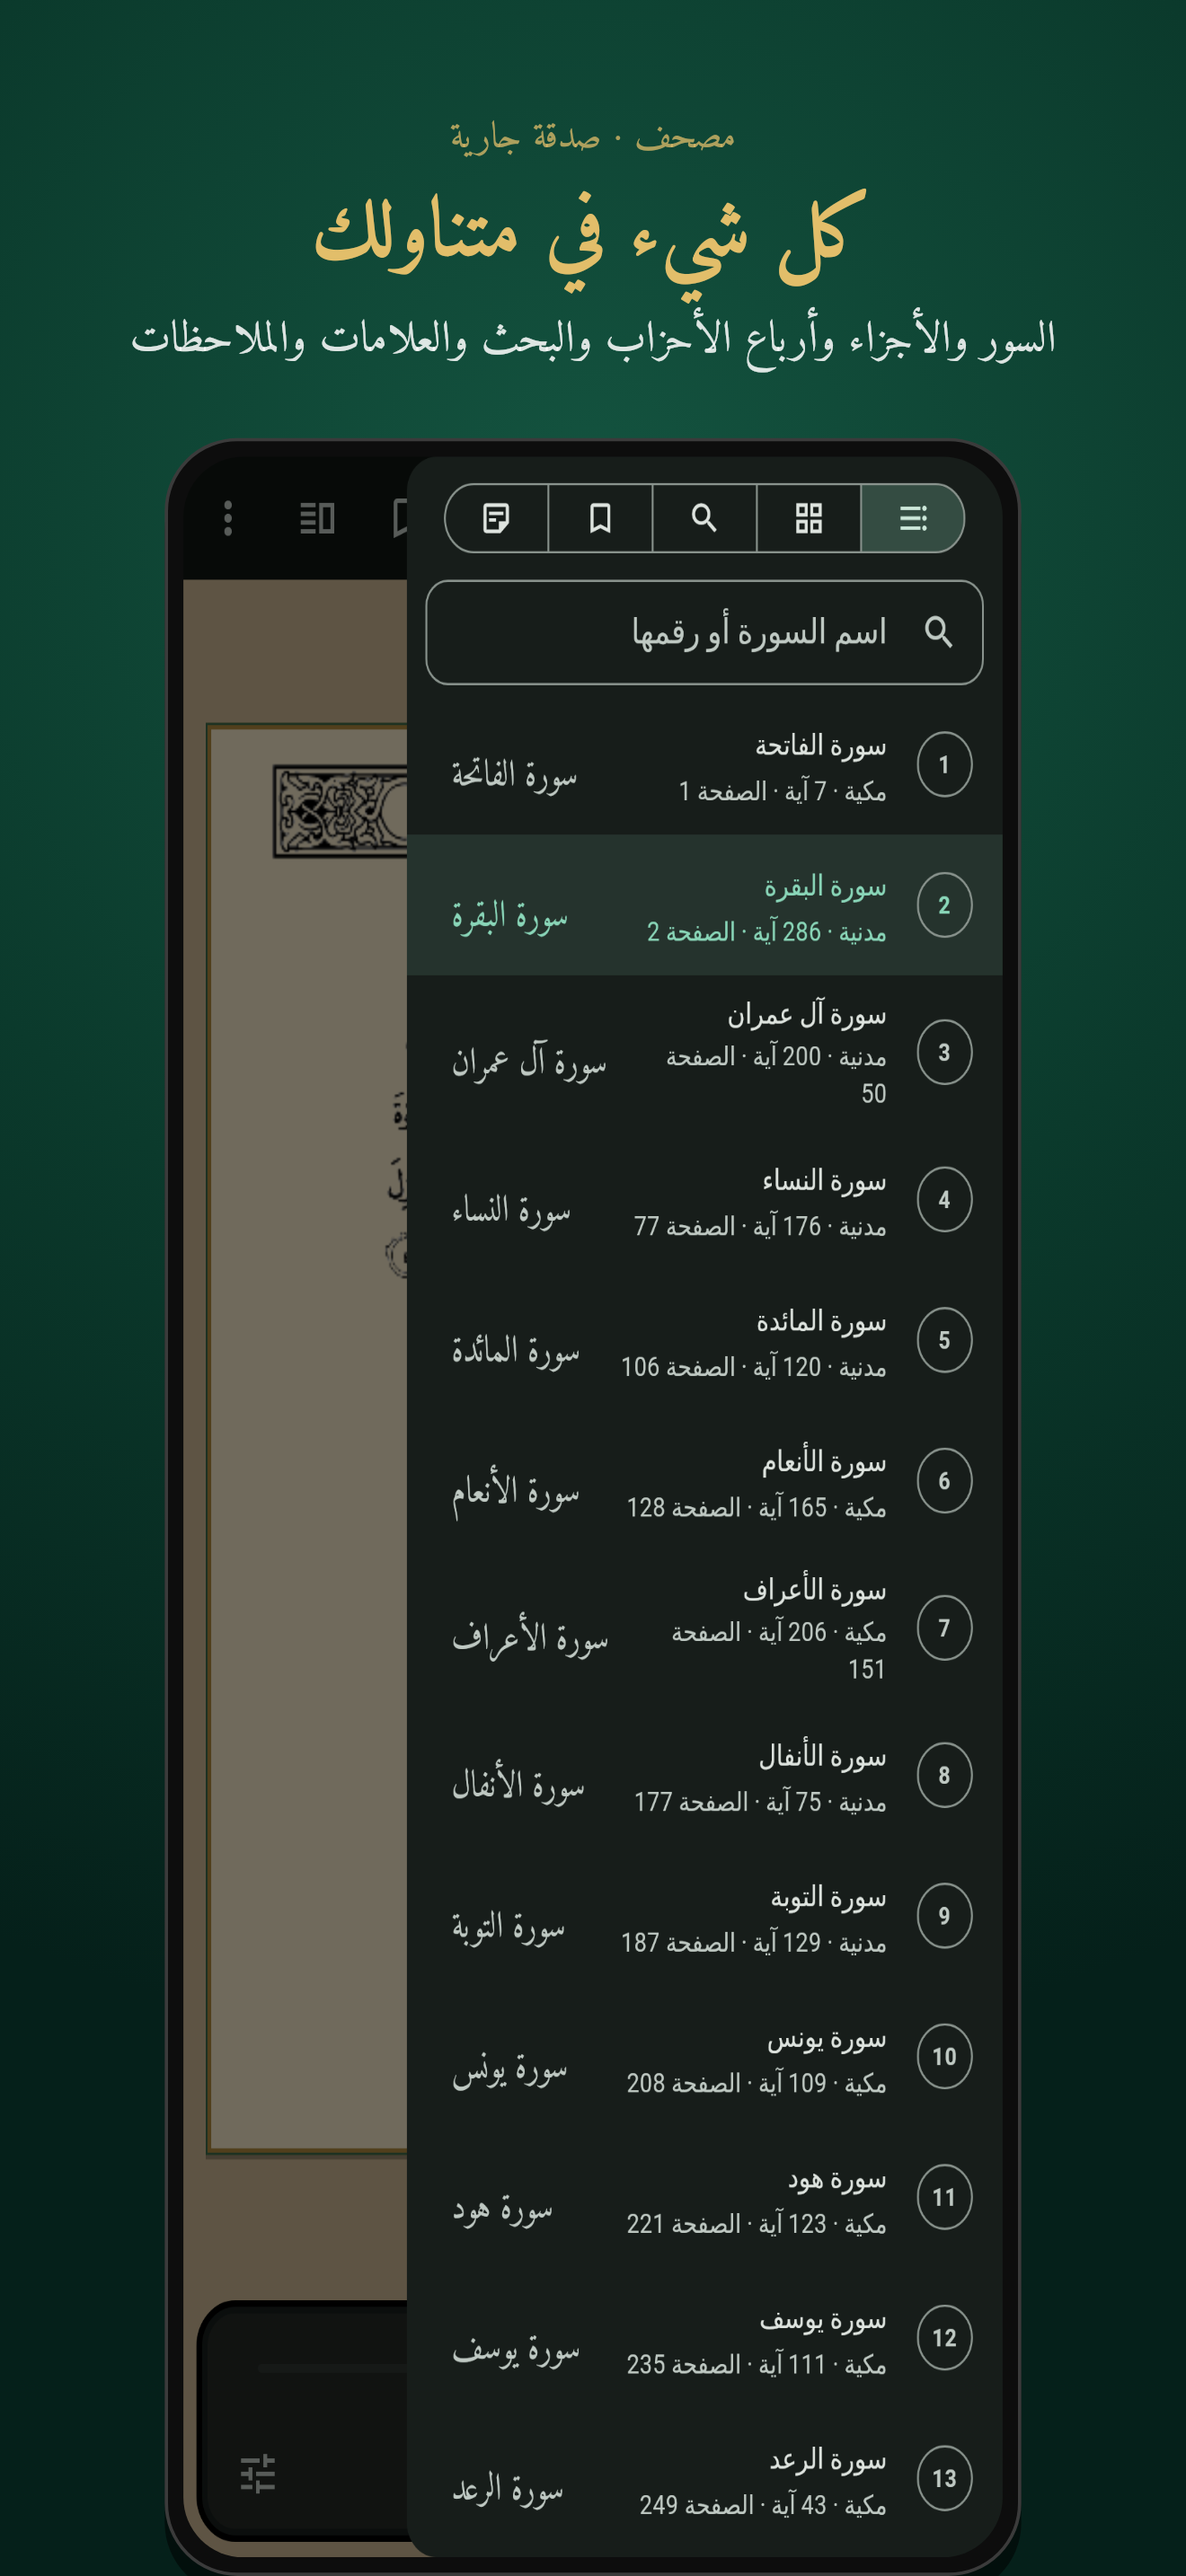 مصحف · صدقة جارية
كل شيء في متناولك
السور والأجزاء وأرباع الأحزاب والبحث والعلامات والملاحظات
اسم السورة أو رقمها
1
سورة الفاتحة
مكية · 7 آية · الصفحة 1
سورة الفاتحة
2
سورة البقرة
مدنية · 286 آية · الصفحة 2
سورة البقرة
3
سورة آل عمران
مدنية · 200 آية · الصفحة
50
سورة آل عمران
4
سورة النساء
مدنية · 176 آية · الصفحة 77
سورة النساء
5
سورة المائدة
مدنية · 120 آية · الصفحة 106
سورة المائدة
6
سورة الأنعام
مكية · 165 آية · الصفحة 128
سورة الأنعام
7
سورة الأعراف
مكية · 206 آية · الصفحة
151
سورة الأعراف
8
سورة الأنفال
مدنية · 75 آية · الصفحة 177
سورة الأنفال
9
سورة التوبة
مدنية · 129 آية · الصفحة 187
سورة التوبة
10
سورة يونس
مكية · 109 آية · الصفحة 208
سورة يونس
11
سورة هود
مكية · 123 آية · الصفحة 221
سورة هود
12
سورة يوسف
مكية · 111 آية · الصفحة 235
سورة يوسف
13
سورة الرعد
مكية · 43 آية · الصفحة 249
سورة الرعد